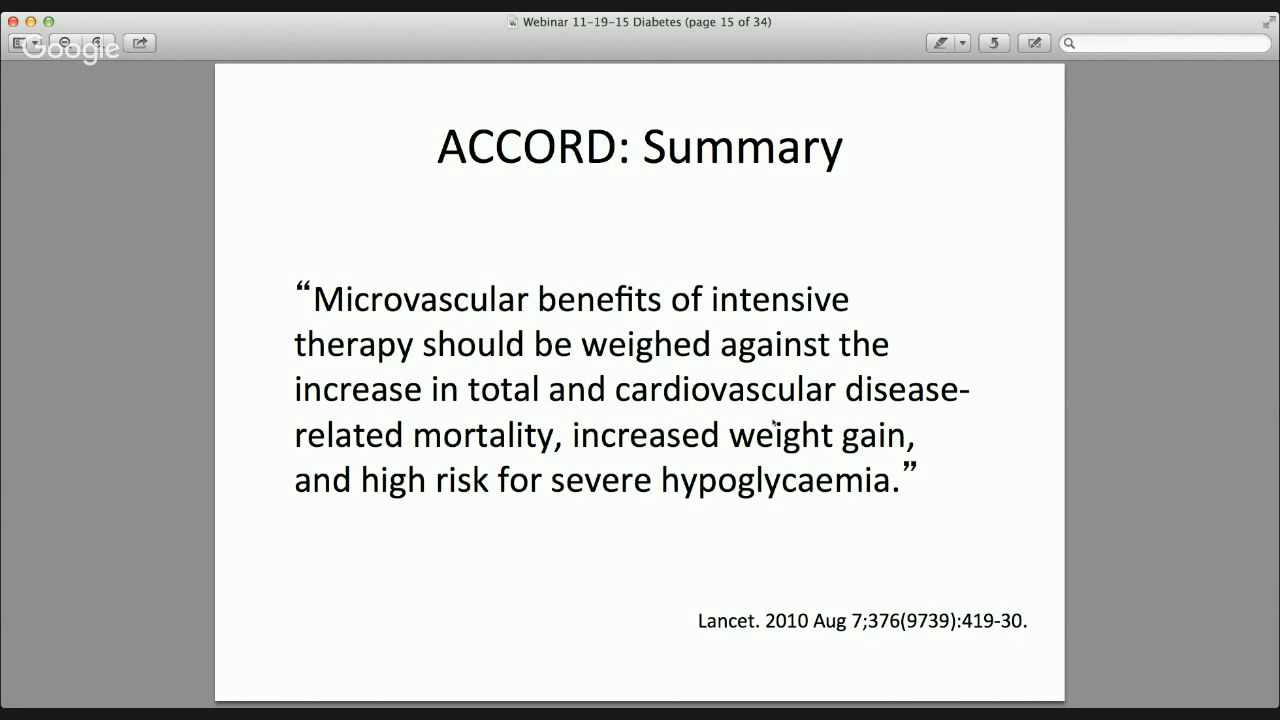 Webinar 11-19-15 Diabetes (page 15 of 34)
Google
ACCORD: Summary
“Microvascular benefits of intensive
therapy should be weighed against the
increase in total and cardiovascular disease-
related mortality, increased weight gain,
and high risk for severe hypoglycaemia.”
Lancet. 2010 Aug 7;376(9739):419-30.